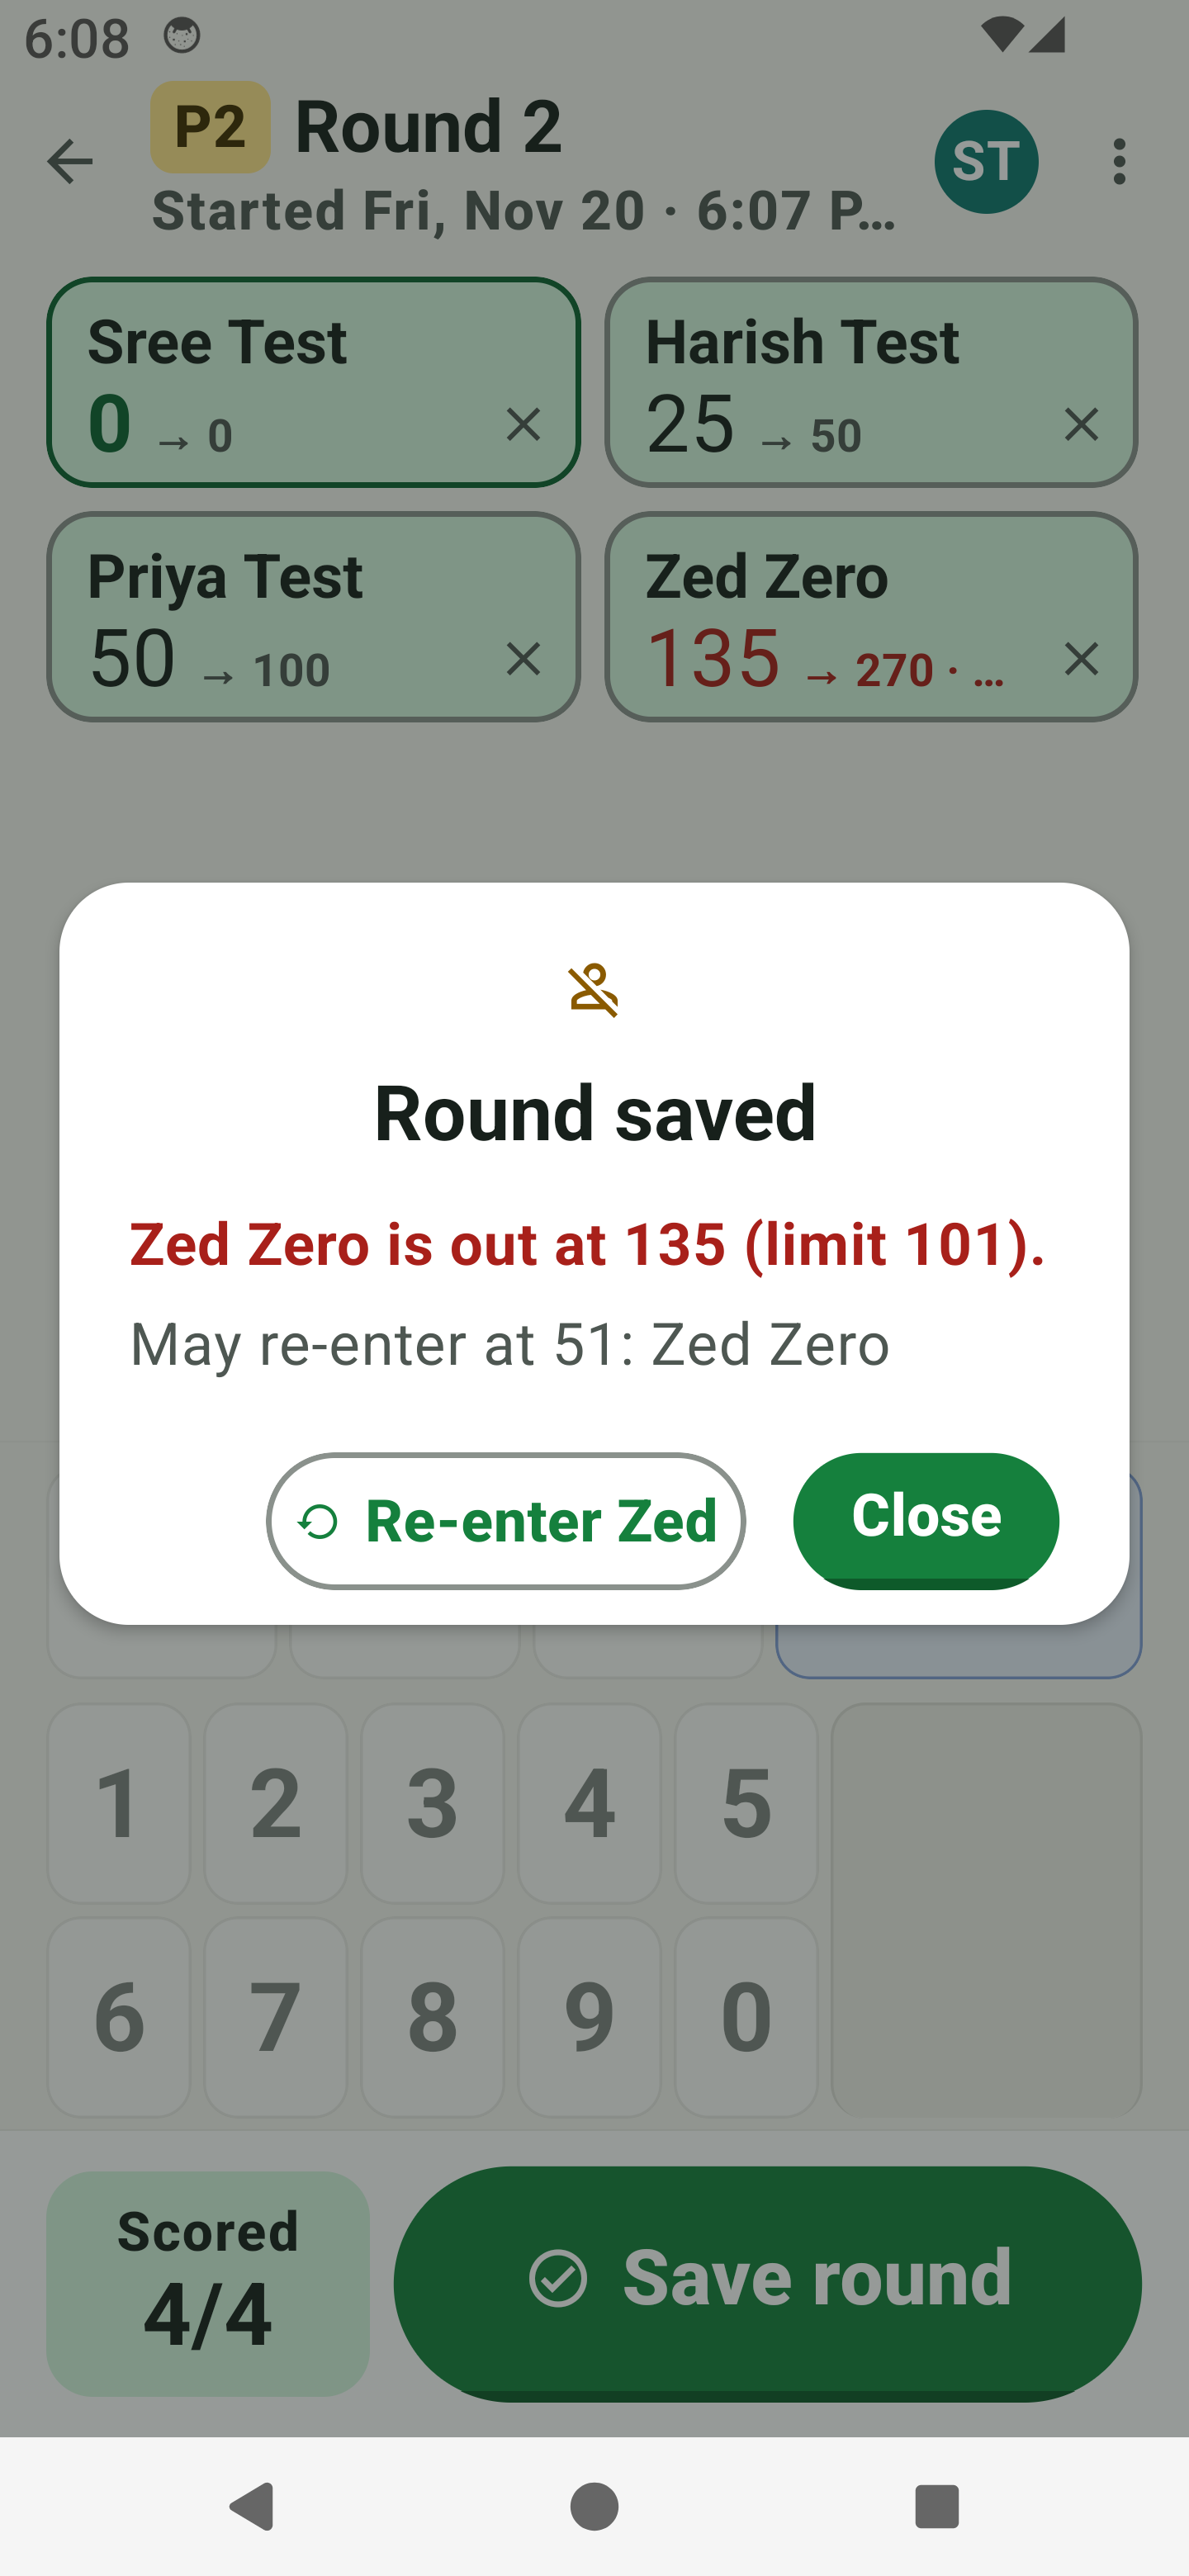 6:08
P2 Round 2
ST
Started Fri, Nov 20 · 6:07 P…
Sree Test
0 → 0
Harish Test
25 → 50
Priya Test
50 → 100
Zed Zero
135 → 270 · …
Round saved
Zed Zero is out at 135 (limit 101).
May re-enter at 51: Zed Zero
Re-enter Zed
Close
1 2 3 4 5
6 7 8 9 0
Scored
4/4
Save round